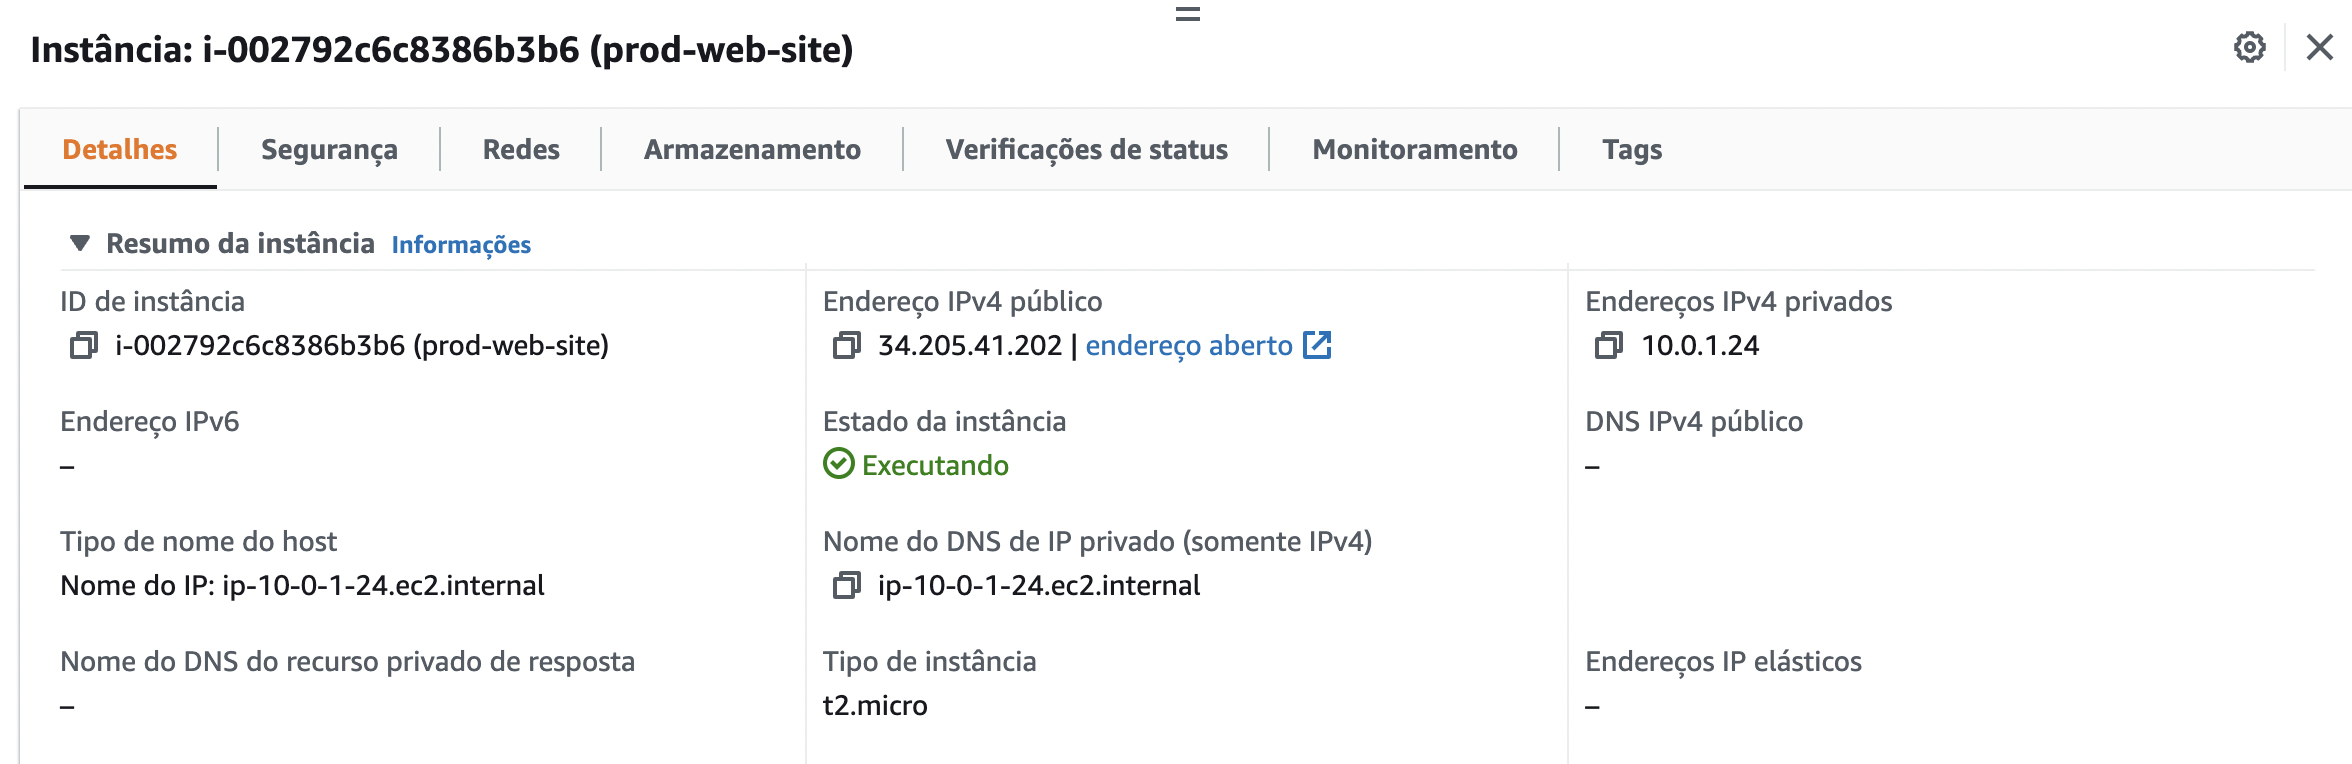 Instância: i-002792c6c8386b3b6 (prod-web-site)
Detalhes
Segurança
Redes
Armazenamento
Verificações de status
Monitoramento
Tags
Resumo da instância Informações
ID de instância
i-002792c6c8386b3b6 (prod-web-site)
Endereço IPv4 público
34.205.41.202 | endereço aberto
Endereços IPv4 privados
10.0.1.24
Endereço IPv6
–
Estado da instância
Executando
DNS IPv4 público
–
Tipo de nome do host
Nome do IP: ip-10-0-1-24.ec2.internal
Nome do DNS de IP privado (somente IPv4)
ip-10-0-1-24.ec2.internal
Nome do DNS do recurso privado de resposta
–
Tipo de instância
t2.micro
Endereços IP elásticos
–